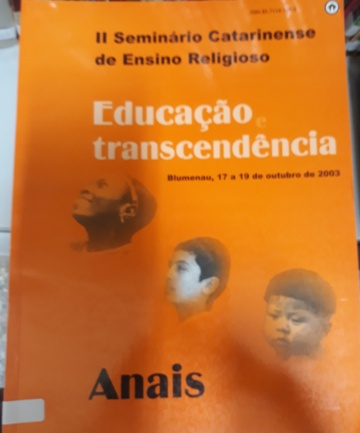 II Seminário Catarinense
de Ensino Religioso
Educação e
transcendência
Blumenau, 17 a 19 de outubro de 2003
Anais